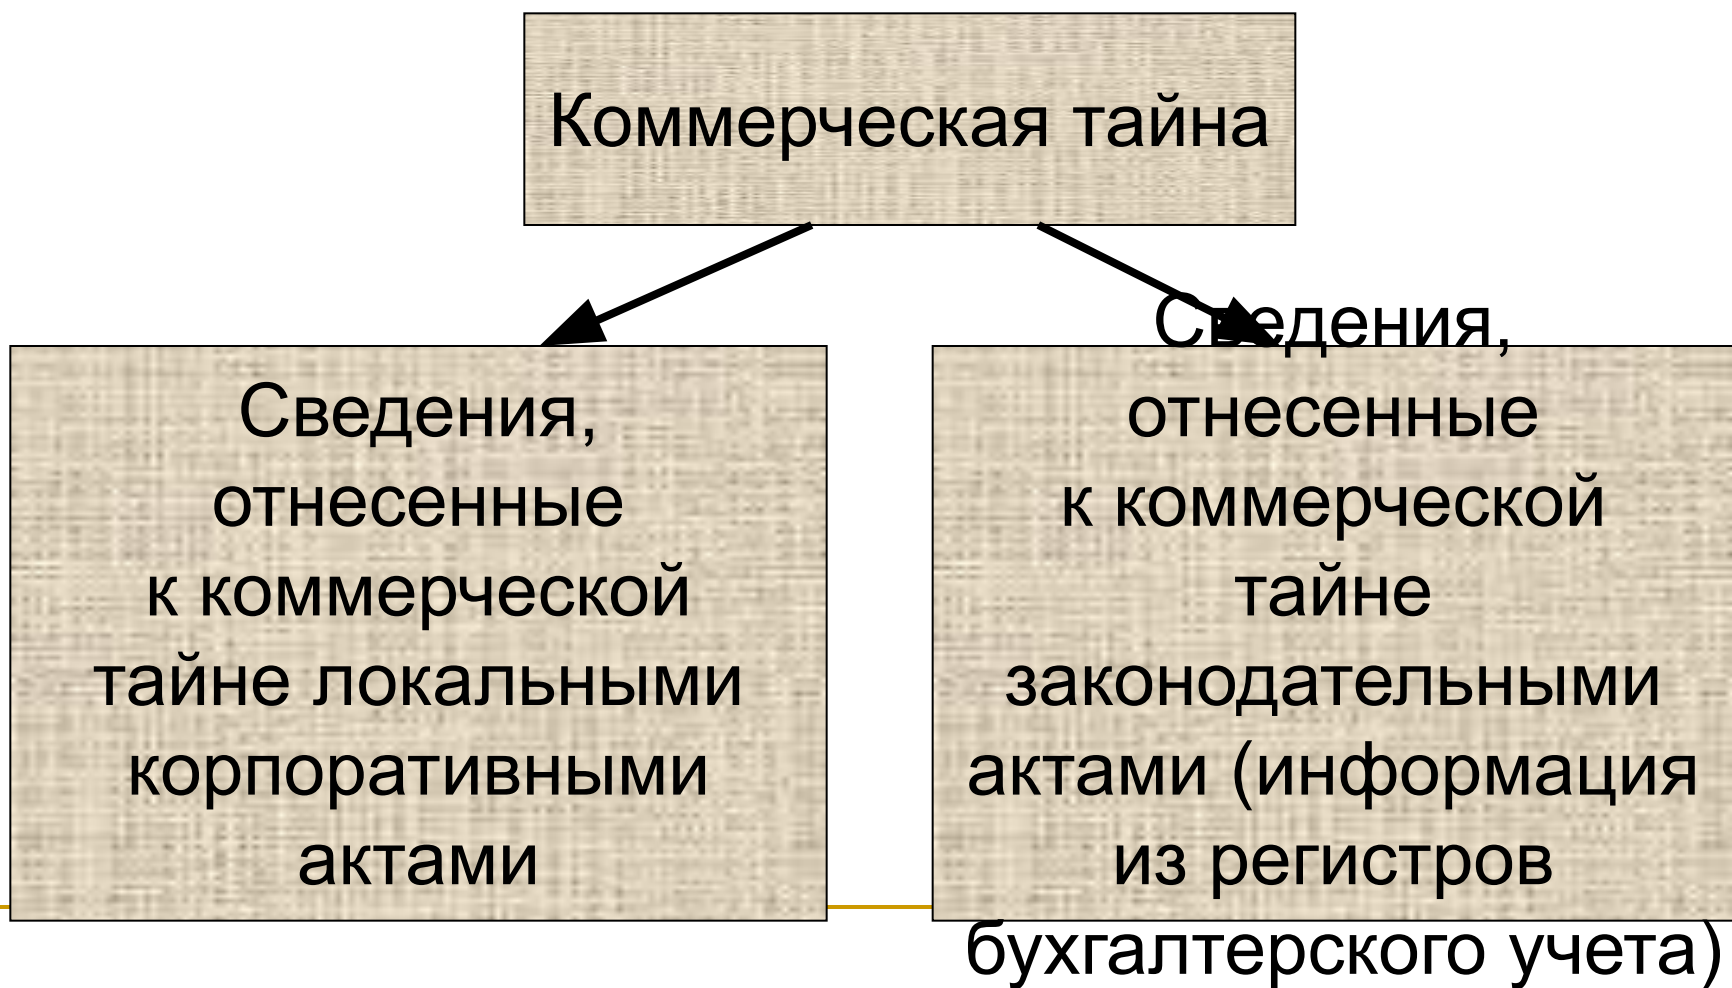 Коммерческая тайна
Сведения,
отнесенные
к коммерческой
тайне локальными
корпоративными
актами
Сведения,
отнесенные
к коммерческой
тайне
законодательными
актами (информация
из регистров
бухгалтерского учета)